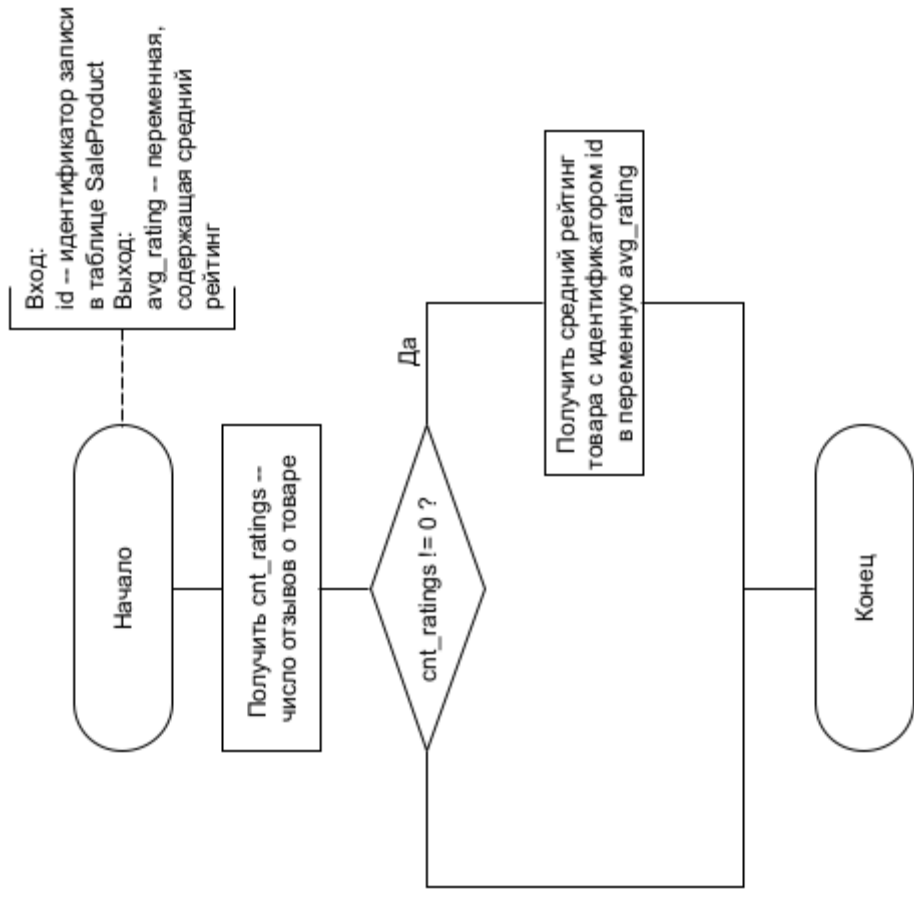 Начало
Вход:
id -- идентификатор записи
в таблице SaleProduct
Выход:
avg_rating -- переменная,
содержащая средний
рейтинг
Получить cnt_ratings --
число отзывов о товаре
cnt_ratings != 0 ?
Да
Получить средний рейтинг
товара с идентификатором id
в переменную avg_rating
Конец